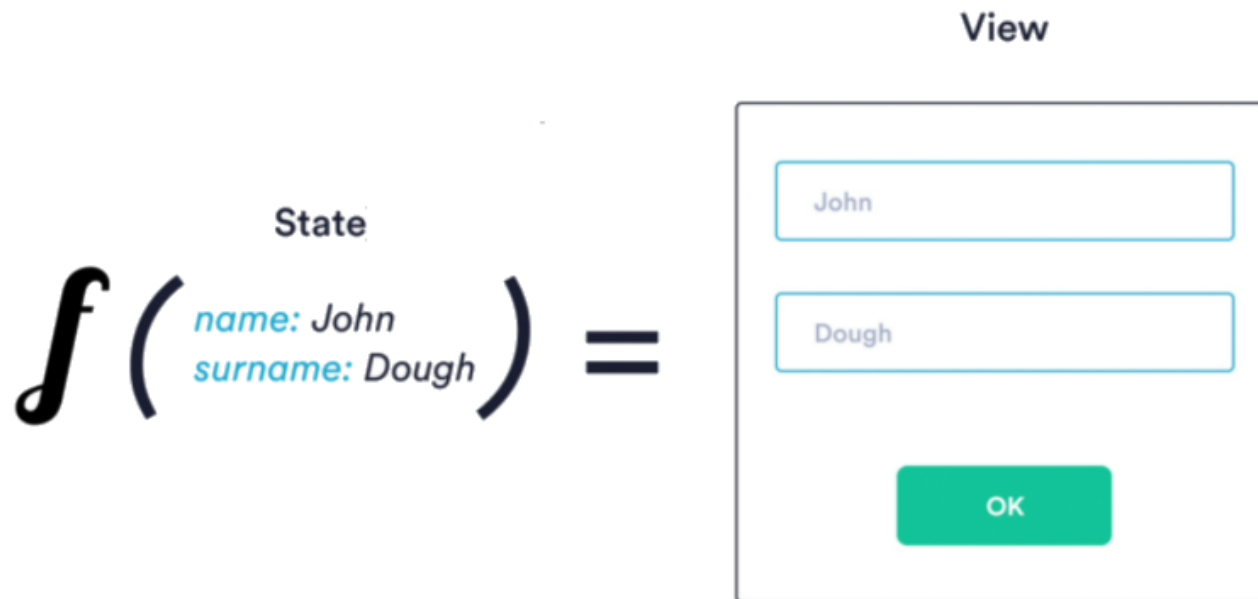 View
State
f ( name: John
surname: Dough ) =
John
Dough
OK